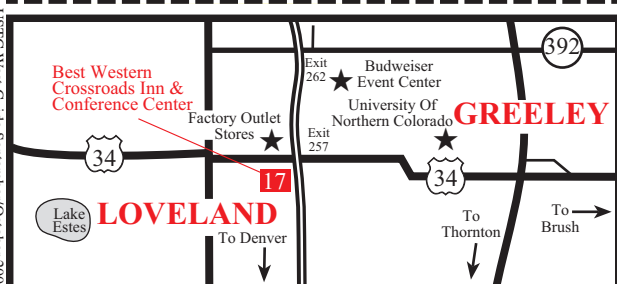 392
Exit
262
Budweiser
Event Center
Best Western
Crossroads Inn &
Conference Center
University Of
Northern Colorado
GREELEY
Factory Outlet
Stores
Exit
257
34
34
17
Lake
Estes
LOVELAND
To Denver
To
Thornton
To
Brush